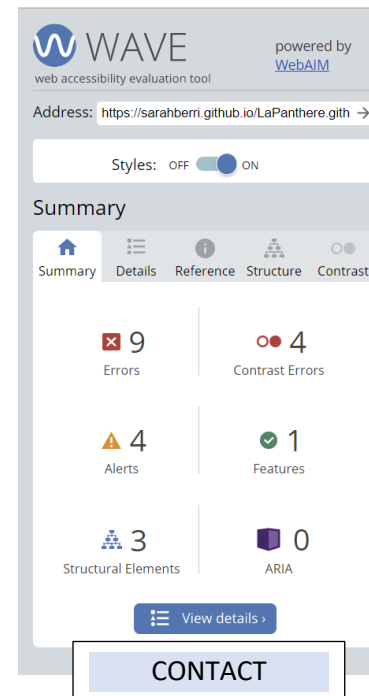 WAVE
powered by
WebAIM
web accessibility evaluation tool
Address: https://sarahberri.github.io/LaPanthere.gith
Styles: OFF ON
Summary
Summary Details Reference Structure Contrast
9
Errors
4
Contrast Errors
4
Alerts
1
Features
3
Structural Elements
0
ARIA
View details ›
CONTACT